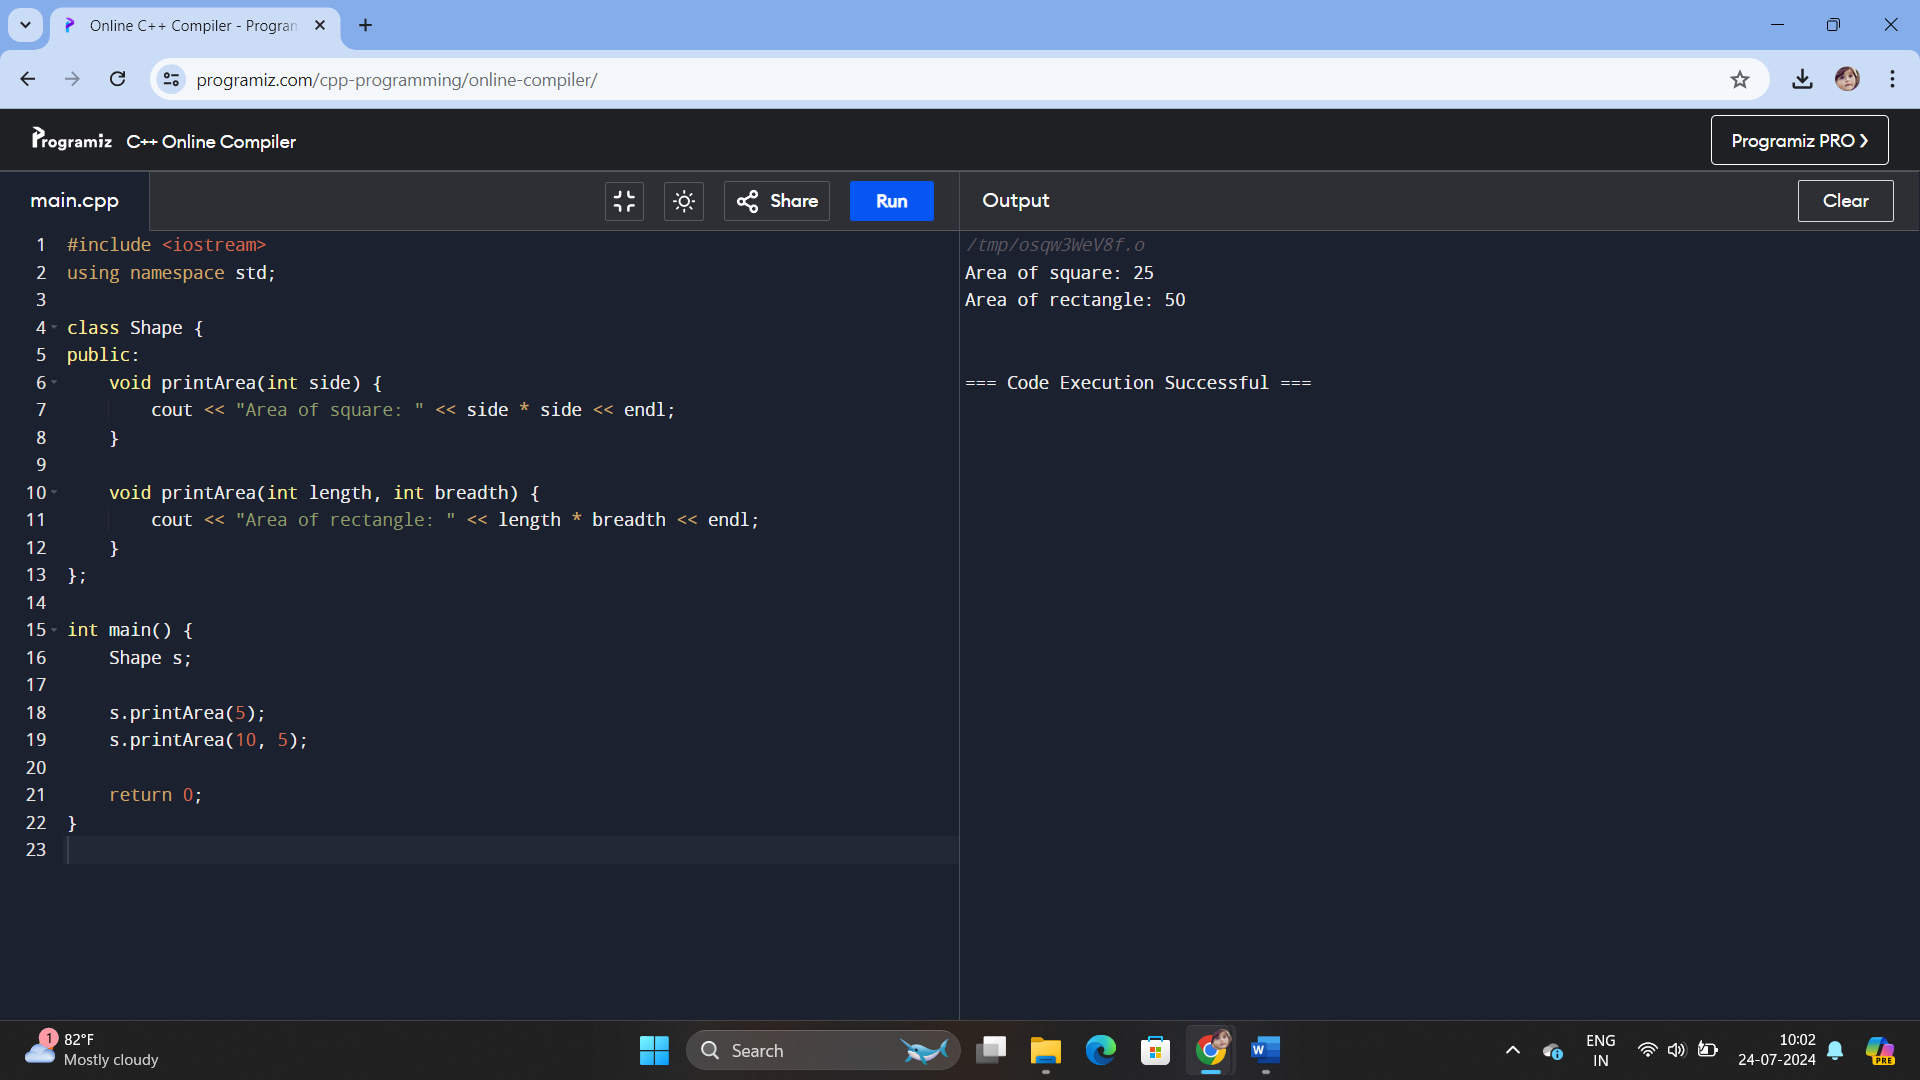 Online C++ Compiler - Program
programiz.com/cpp-programming/online-compiler/
Programiz C++ Online Compiler
Programiz PRO
main.cpp
Share
Run
Output
Clear
1 #include <iostream>
2 using namespace std;
3
4 class Shape {
5 public:
6     void printArea(int side) {
7         cout << "Area of square: " << side * side << endl;
8     }
9
10     void printArea(int length, int breadth) {
11         cout << "Area of rectangle: " << length * breadth << endl;
12     }
13 };
14
15 int main() {
16     Shape s;
17
18     s.printArea(5);
19     s.printArea(10, 5);
20
21     return 0;
22 }
23
/tmp/osqw3WeV8f.o
Area of square: 25
Area of rectangle: 50
=== Code Execution Successful ===
1
82°F
Mostly cloudy
Search
W
ENG
IN
10:02
24-07-2024
PRE